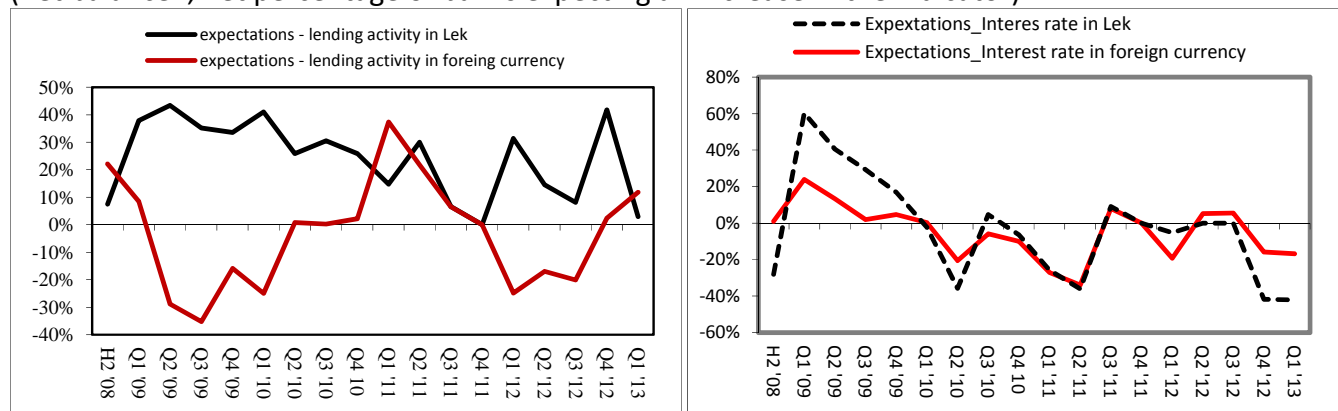 expectations - lending activity in Lek
expectations - lending activity in foreing currency
50%
40%
30%
20%
10%
0%
-10%
-20%
-30%
-40%
H2 '08
Q1 '09
Q2 '09
Q3 '09
Q4 '09
Q1 '10
Q2 '10
Q3 '10
Q4 10
Q1 '11
Q2 '11
Q3 '11
Q4 '11
Q1 '12
Q2 '12
Q3 '12
Q4 '12
Q1 '13
Expextations_Interes rate in Lek
Expectations_Interest rate in foreign currency
80%
60%
40%
20%
0%
-20%
-40%
-60%
H2 '08
Q1 '09
Q2 '09
Q3 '09
Q4 '09
Q1 '10
Q2 '10
Q3 '10
Q4 10
Q1 '11
Q2 '11
Q3 '11
Q4 '11
Q1 '12
Q2 '12
Q3 '12
Q4 '12
Q1 '13